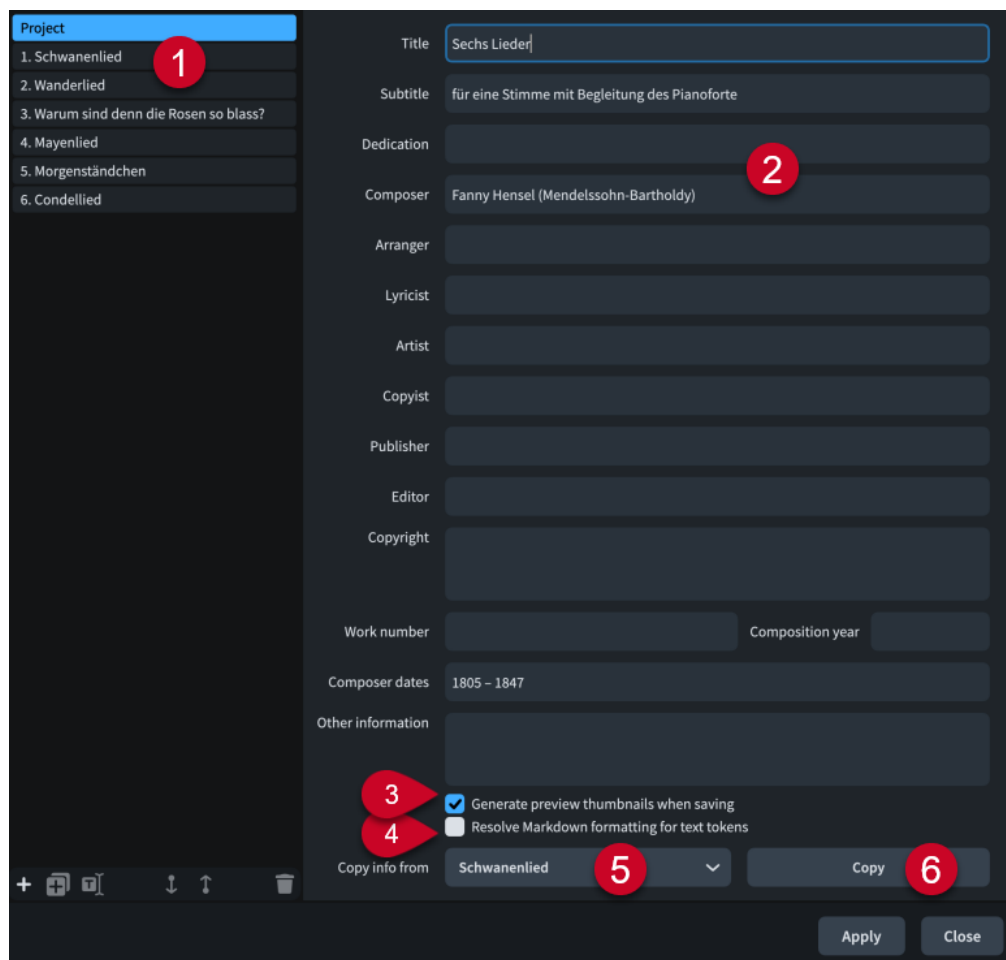 Project
1. Schwanenlied
2. Wanderlied
3. Warum sind denn die Rosen so blass?
4. Mayenlied
5. Morgenständchen
6. Condellied
1
Title Sechs Lieder
Subtitle für eine Stimme mit Begleitung des Pianoforte
Dedication
2
Composer Fanny Hensel (Mendelssohn-Bartholdy)
Arranger
Lyricist
Artist
Copyist
Publisher
Editor
Copyright
Work number Composition year
Composer dates 1805 – 1847
Other information
3 Generate preview thumbnails when saving
4 Resolve Markdown formatting for text tokens
Copy info from Schwanenlied 5 Copy 6
Apply Close